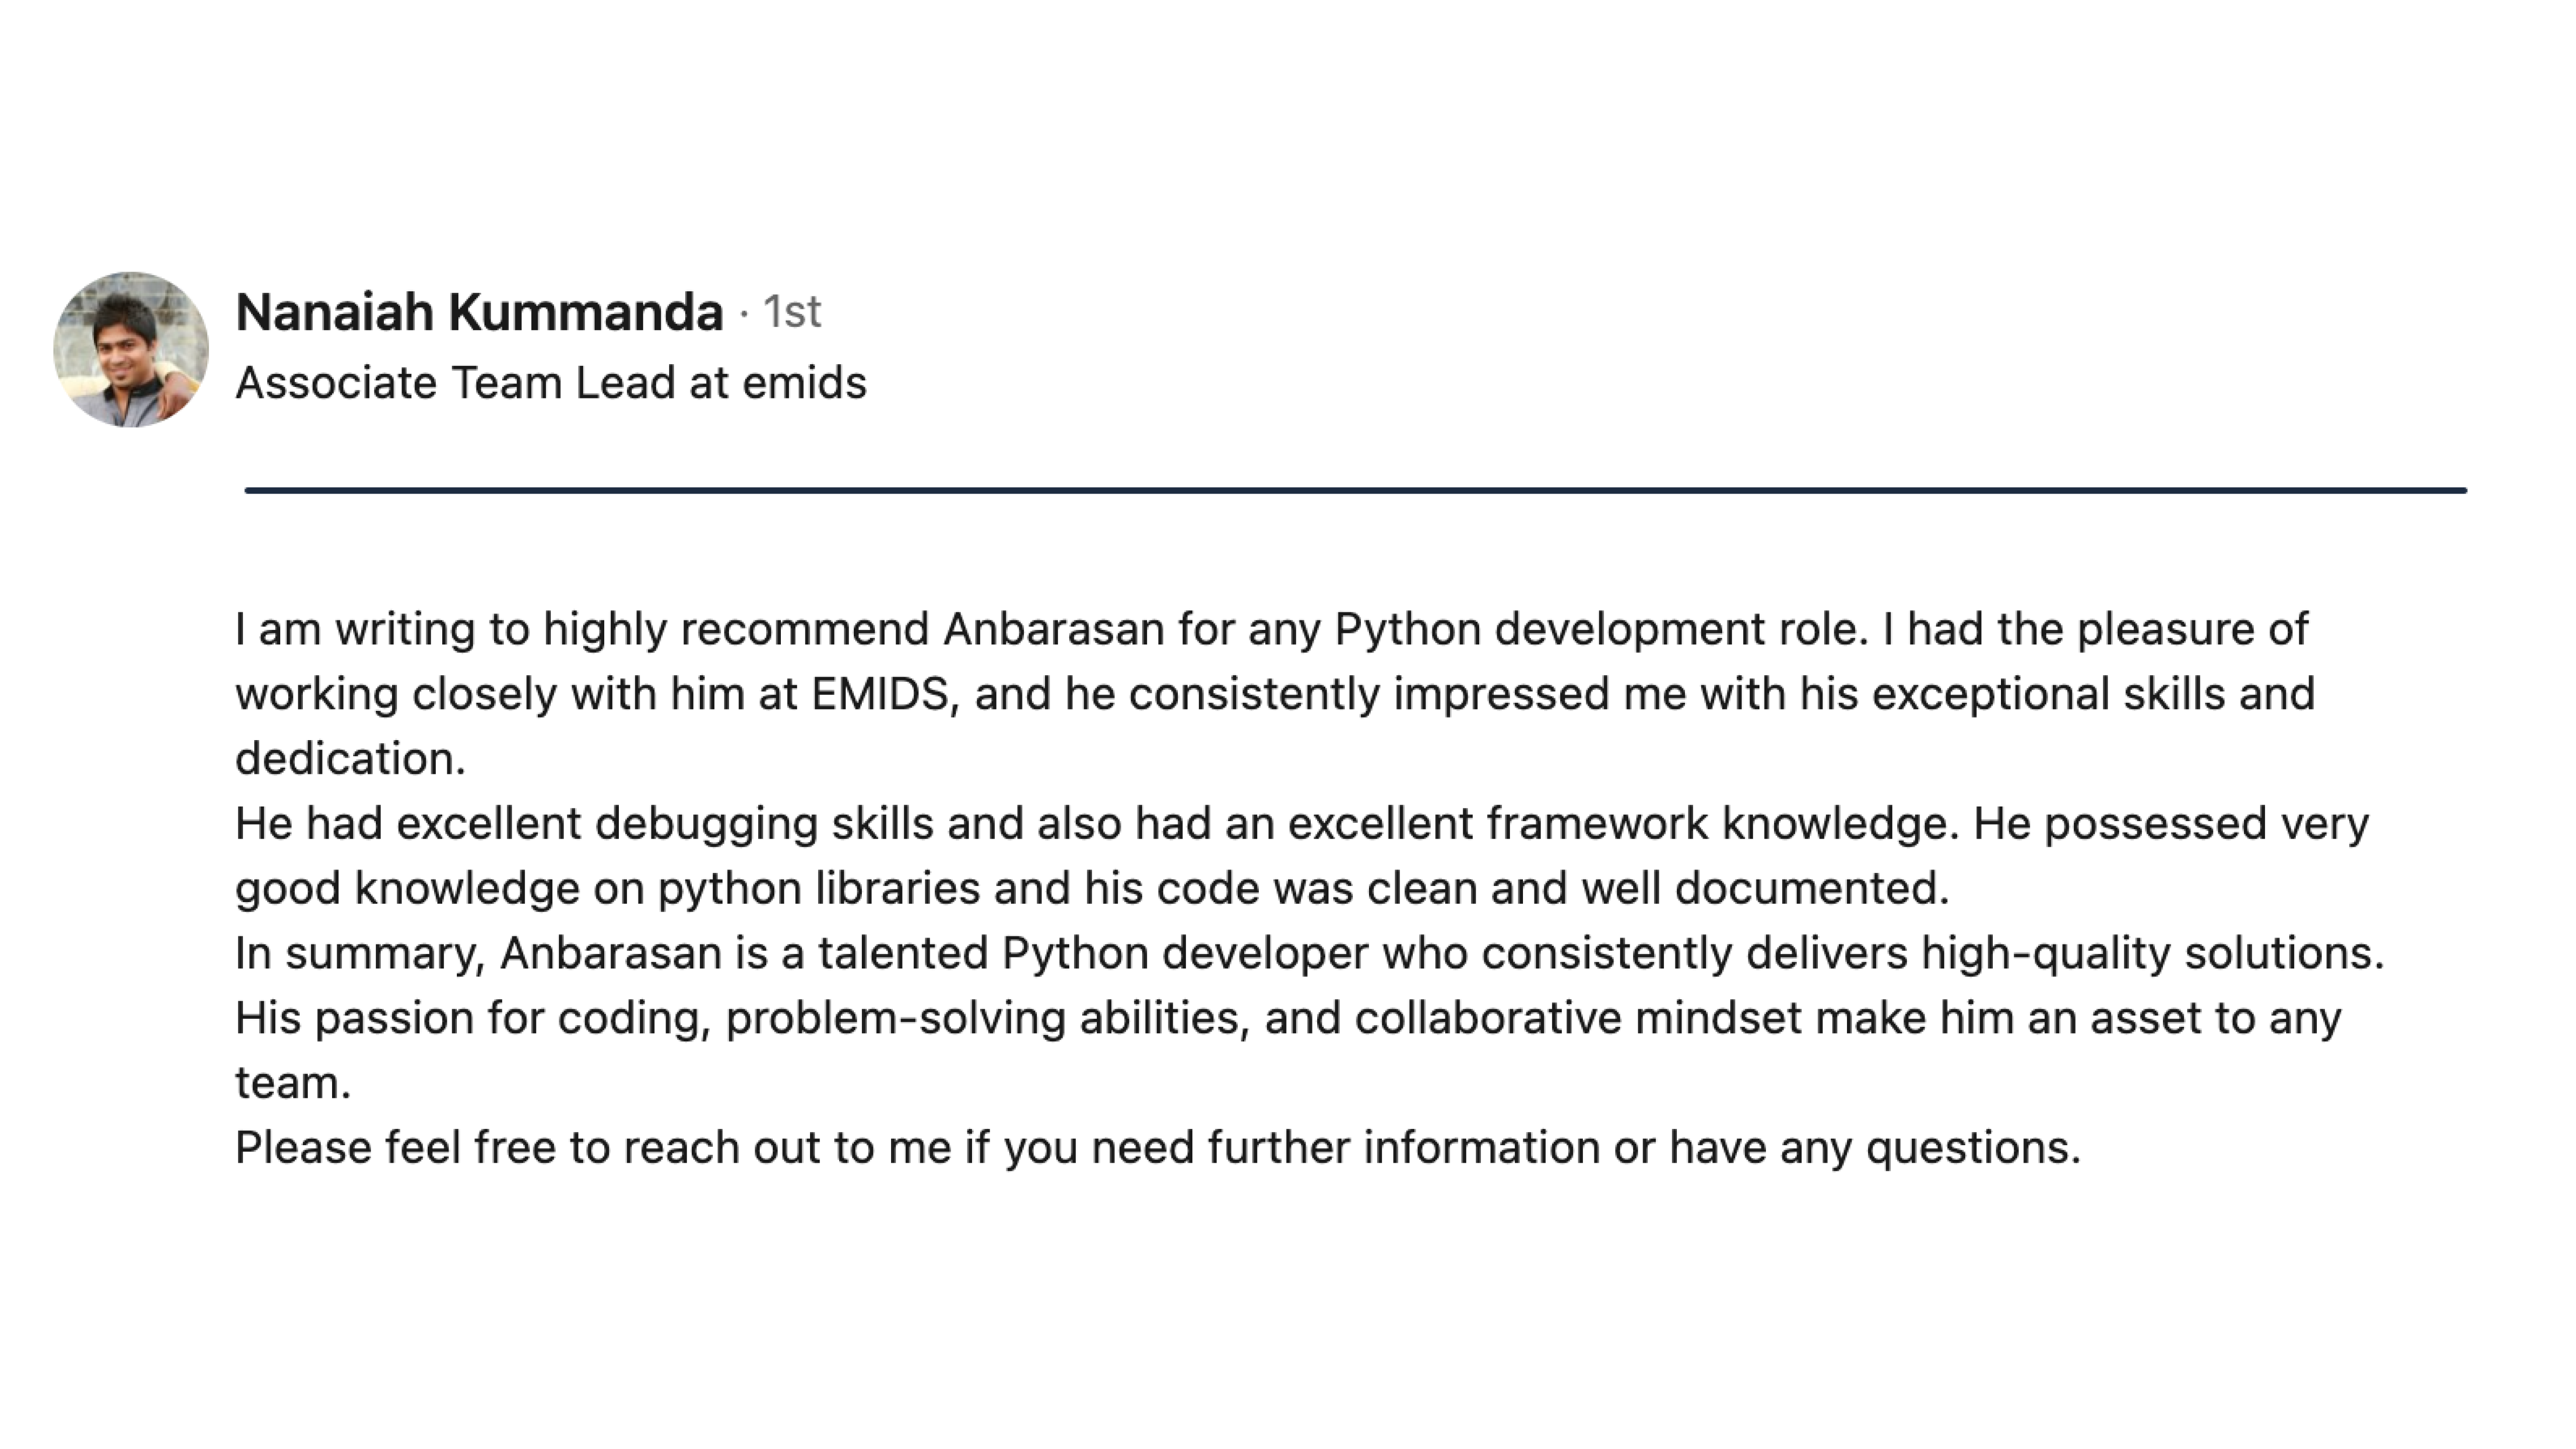 Nanaiah Kummanda · 1st
Associate Team Lead at emids
I am writing to highly recommend Anbarasan for any Python development role. I had the pleasure of
working closely with him at EMIDS, and he consistently impressed me with his exceptional skills and
dedication.
He had excellent debugging skills and also had an excellent framework knowledge. He possessed very
good knowledge on python libraries and his code was clean and well documented.
In summary, Anbarasan is a talented Python developer who consistently delivers high-quality solutions.
His passion for coding, problem-solving abilities, and collaborative mindset make him an asset to any
team.
Please feel free to reach out to me if you need further information or have any questions.